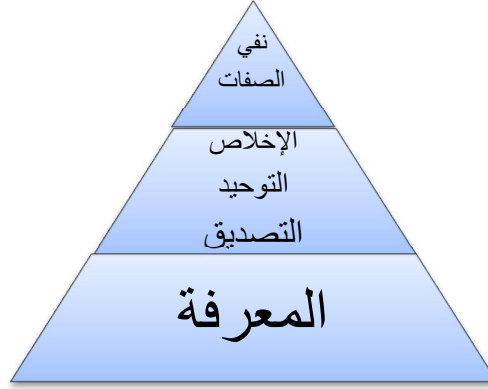 نفي
الصفات
الإخلاص
التوحيد
التصديق
المعرفة